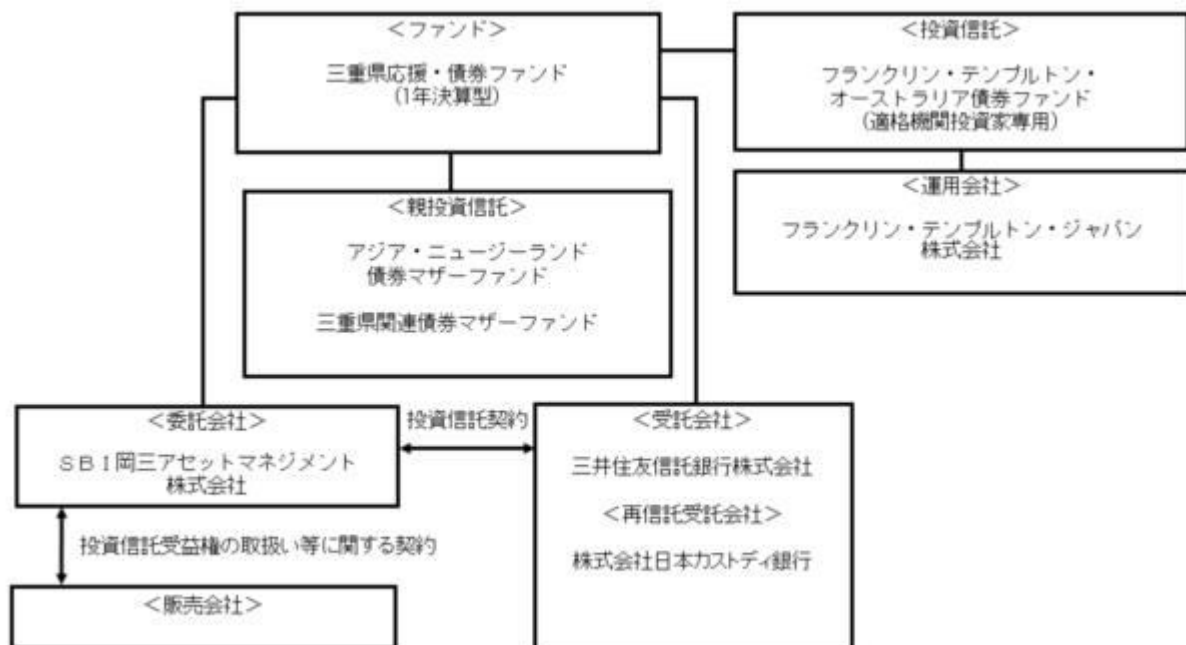 ＜ファンド＞
三重県応援・債券ファンド
(1年決算型)
＜投資信託＞
フランクリン・テンプルトン・
オーストラリア債券ファンド
(適格機関投資家専用)
＜運用会社＞
フランクリン・テンプルトン・ジャパン
株式会社
＜親投資信託＞
アジア・ニュージーランド
債券マザーファンド
三重県関連債券マザーファンド
＜委託会社＞
ＳＢＩ岡三アセットマネジメント
株式会社
投資信託契約
＜受託会社＞
三井住友信託銀行株式会社
＜再信託受託会社＞
株式会社日本カストディ銀行
投資信託受益権の取扱い等に関する契約
＜販売会社＞